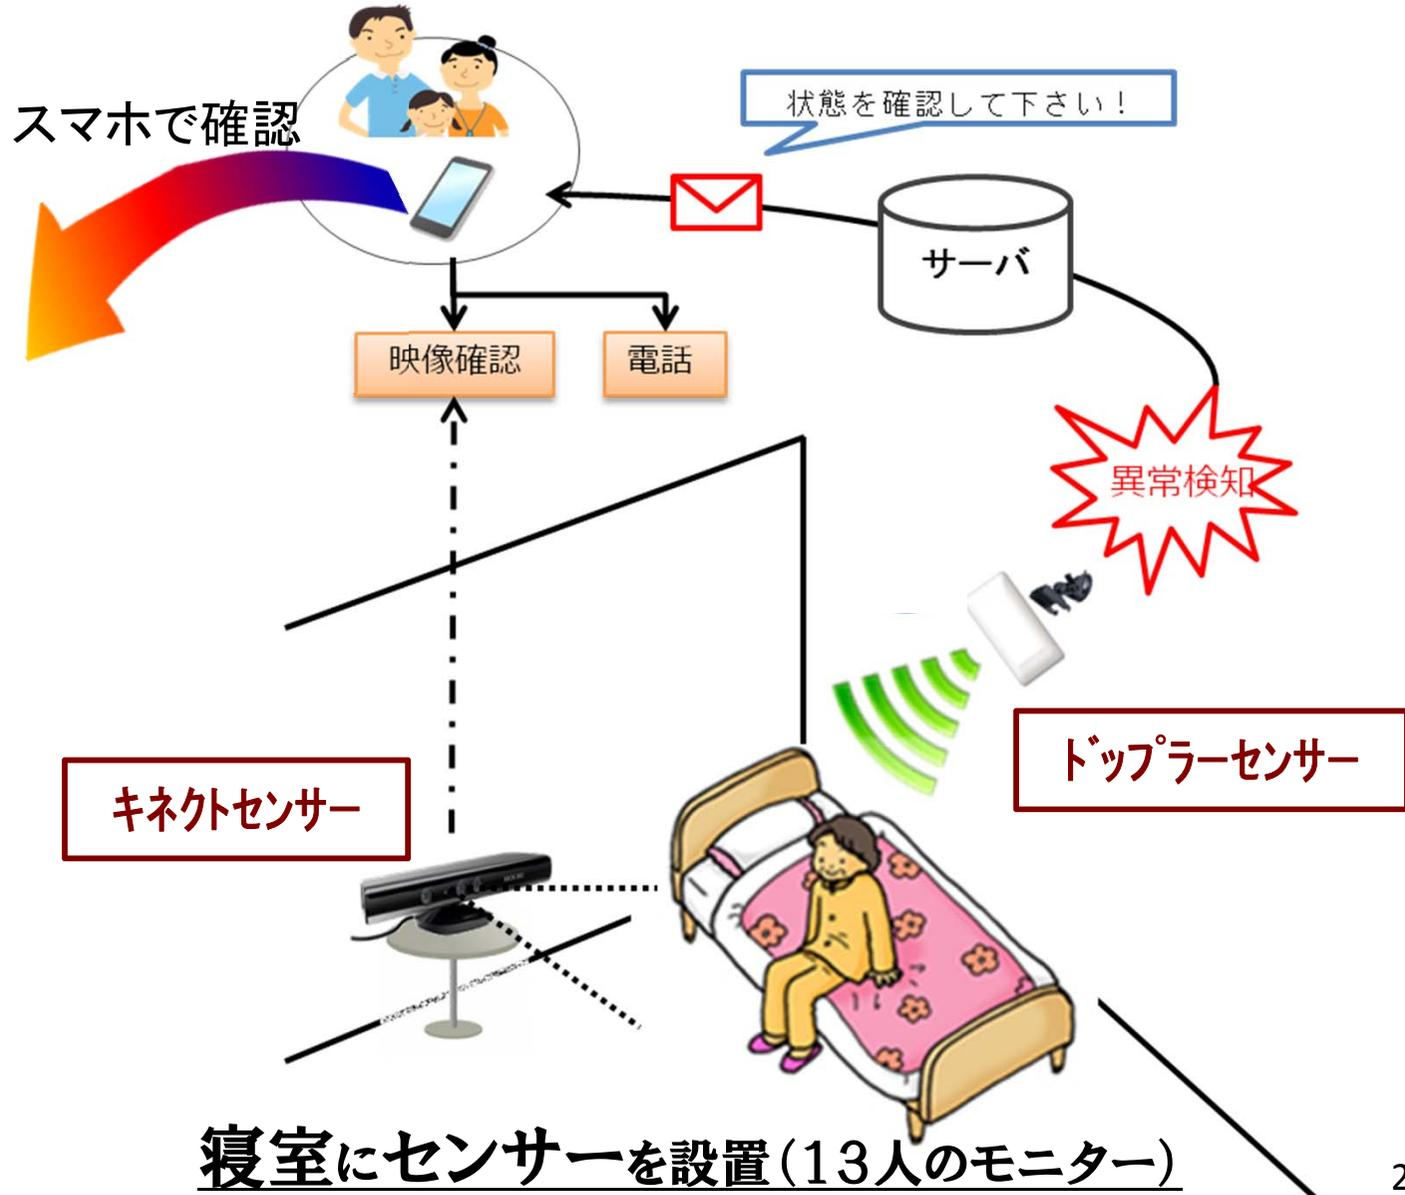 スマホで確認
状態を確認して下さい！
サーバ
映像確認
電話
異常検知
ﾄﾞｯﾌﾟﾗｰセンサー
キネクトセンサー
寝室にセンサーを設置(13人のモニター)
2